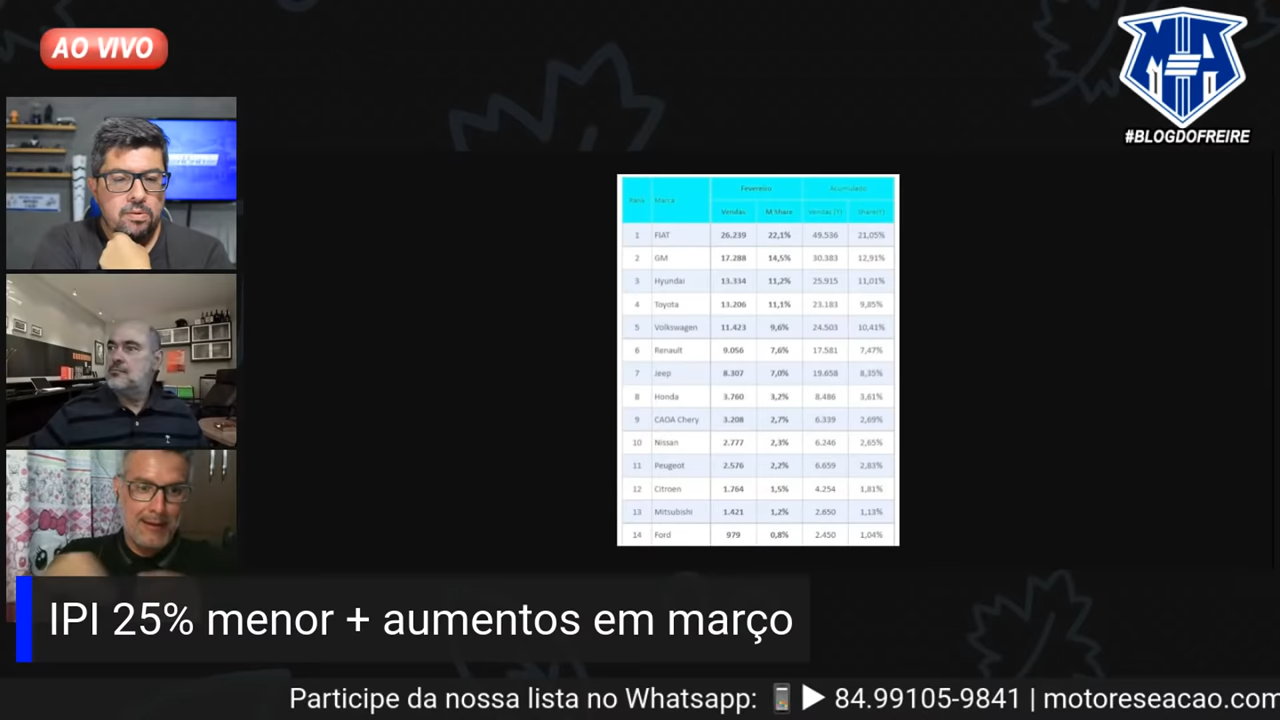 AO VIVO
MA
#BLOGDOFREIRE
Rank Marca Fevereiro Acumulado
Vendas M Share Vendas (T) Share(T)
1 FIAT 26.239 22,1% 49.536 21,05%
2 GM 17.288 14,5% 30.383 12,91%
3 Hyundai 13.334 11,2% 25.915 11,01%
4 Toyota 13.206 11,1% 23.183 9,85%
5 Volkswagen 11.423 9,6% 24.503 10,41%
6 Renault 9.056 7,6% 17.581 7,47%
7 Jeep 8.307 7,0% 19.658 8,35%
8 Honda 3.760 3,2% 8.486 3,61%
9 CAOA Chery 3.208 2,7% 6.339 2,69%
10 Nissan 2.777 2,3% 6.246 2,65%
11 Peugeot 2.576 2,2% 6.659 2,83%
12 Citroen 1.764 1,5% 4.254 1,81%
13 Mitsubishi 1.421 1,2% 2.650 1,13%
14 Ford 979 0,8% 2.450 1,04%
IPI 25% menor + aumentos em março
Participe da nossa lista no Whatsapp: 📱▶ 84.99105-9841 | motoreseacao.com